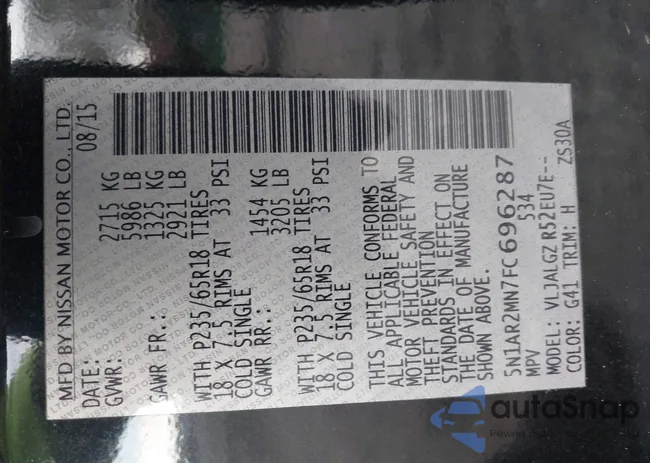 MFD BY NISSAN MOTOR CO., LTD.
DATE: 08/15
GVWR: 2715 KG
5986 LB
GAWR FR.: 1325 KG
2921 LB
WITH P235/65R18 TIRES
18 X 7.5 RIMS AT 33 PSI
COLD SINGLE
GAWR RR.: 1454 KG
3205 LB
WITH P235/65R18 TIRES
18 X 7.5 RIMS AT 33 PSI
COLD SINGLE
THIS VEHICLE CONFORMS TO
ALL APPLICABLE FEDERAL
MOTOR VEHICLE SAFETY AND
THEFT PREVENTION
STANDARDS IN EFFECT ON
THE DATE OF MANUFACTURE
SHOWN ABOVE.
5N1AR2MN7FC696287
MPV 534
MODEL: VLJALGZ R52EU7E--
COLOR: G41 TRIM: H ZS30A
autoSnap